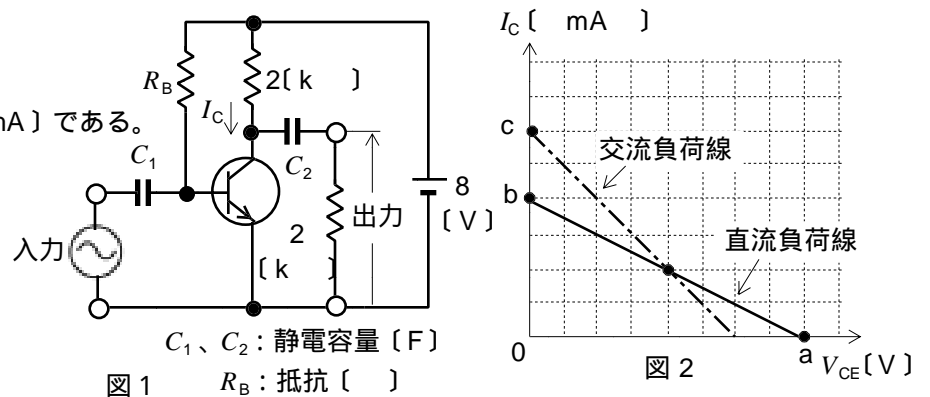 mA〕である。
R_B
2〔k　〕
I_C
C_1
C_2
入力
2
〔k　〕
出力
8
〔V〕
C_1、C_2：静電容量〔F〕
図1
R_B：抵抗〔　〕
I_C〔　mA〕
c
交流負荷線
b
直流負荷線
0
a
V_CE〔V〕
図2